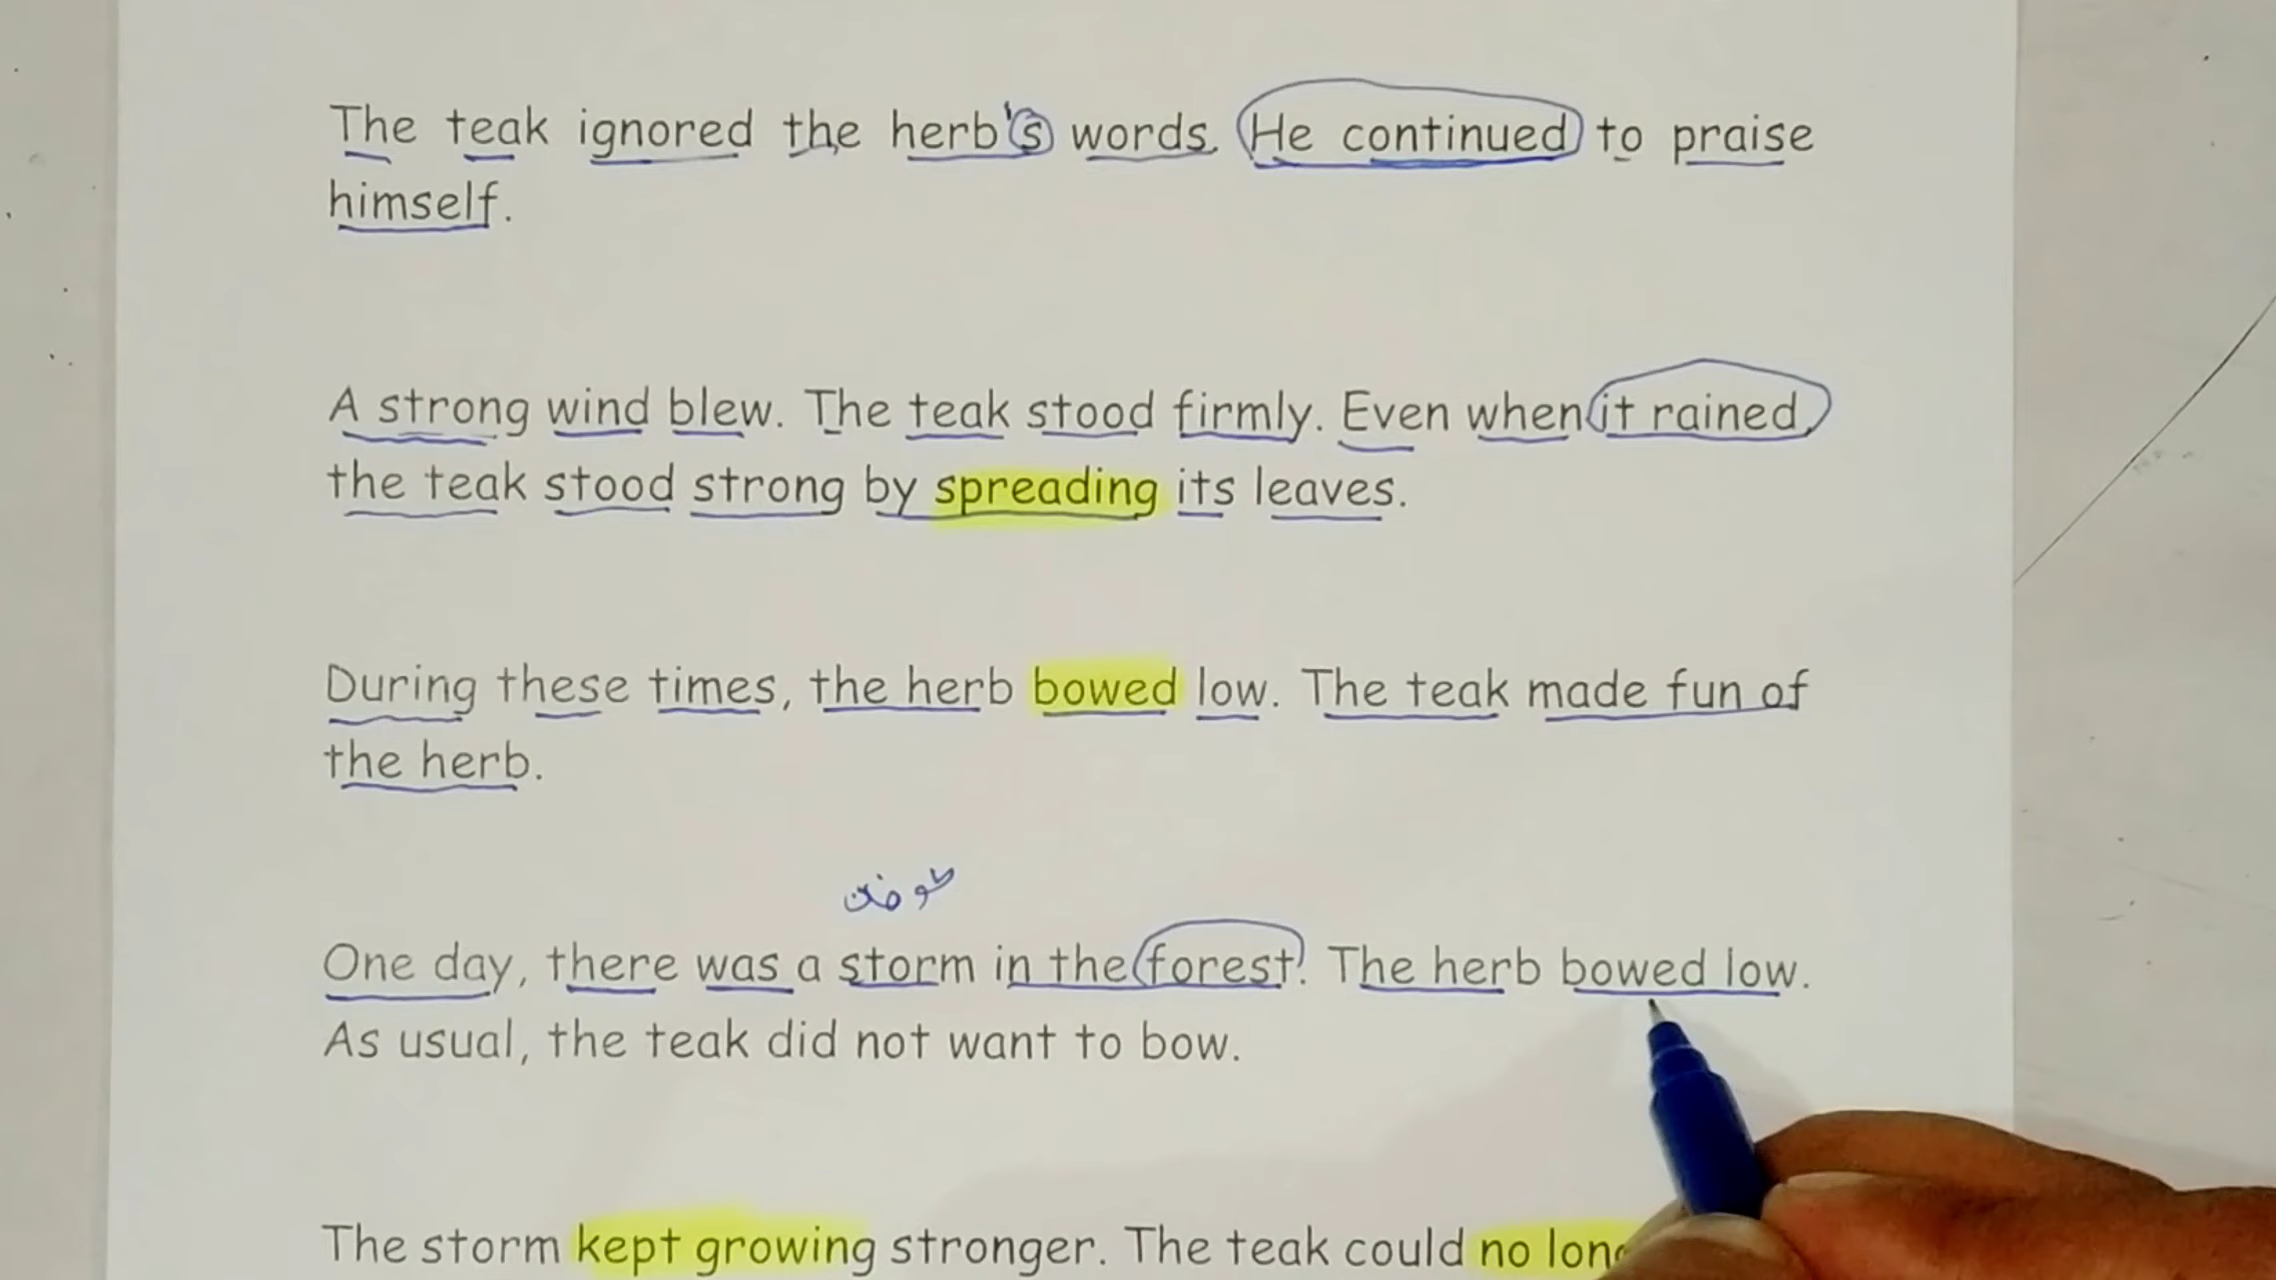 The teak ignored the herb's words. He continued to praise
himself.
A strong wind blew. The teak stood firmly. Even when it rained,
the teak stood strong by spreading its leaves.
During these times, the herb bowed low. The teak made fun of
the herb.
طوفان
One day, there was a storm in the forest. The herb bowed low.
As usual, the teak did not want to bow.
The storm kept growing stronger. The teak could no